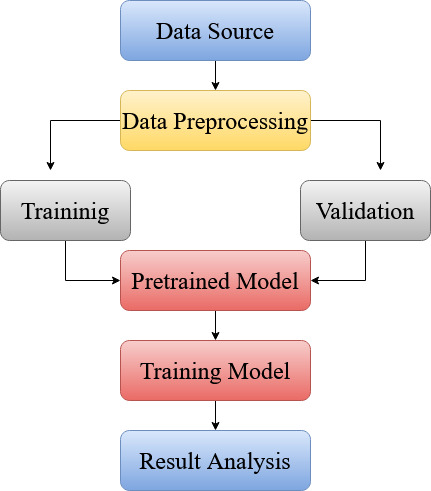 Data Source
Data Preprocessing
Traininig
Validation
Pretrained Model
Training Model
Result Analysis